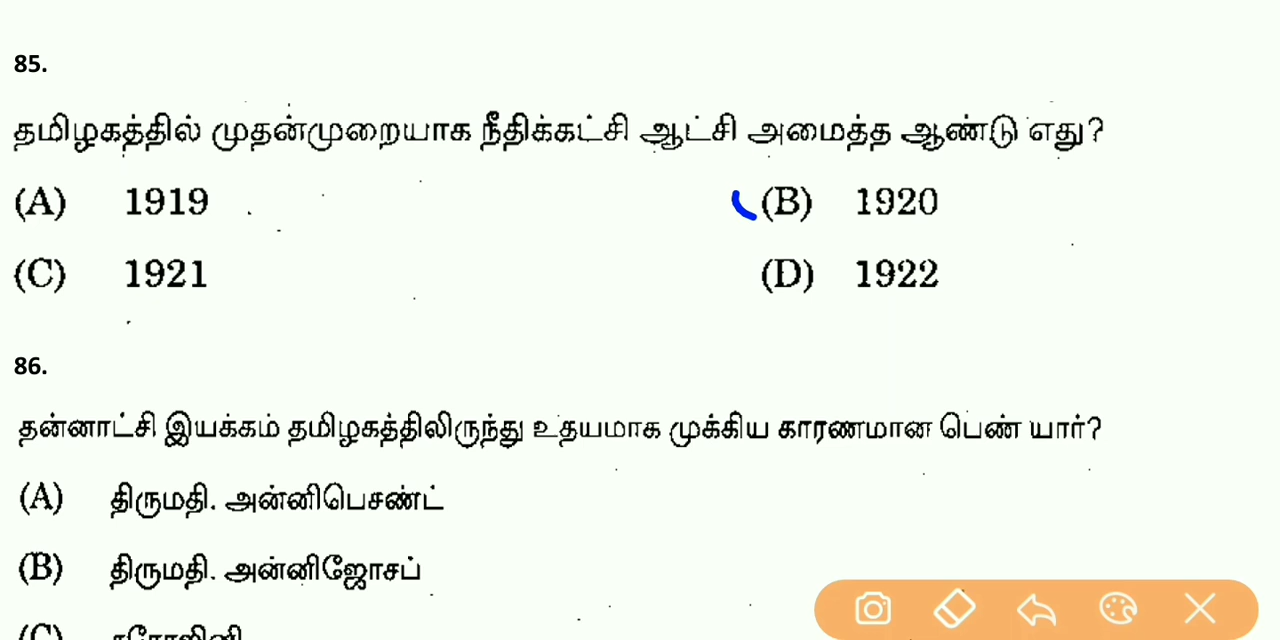 85.
தமிழகத்தில் முதன்முறையாக நீதிக்கட்சி ஆட்சி அமைத்த ஆண்டு எது?
(A) 1919 (B) 1920
(C) 1921 (D) 1922
86.
தன்னாட்சி இயக்கம் தமிழகத்திலிருந்து உதயமாக முக்கிய காரணமான பெண் யார்?
(A) திருமதி. அன்னிபெசண்ட்
(B) திருமதி. அன்னிஜோசப்
(C) சரோஜினி